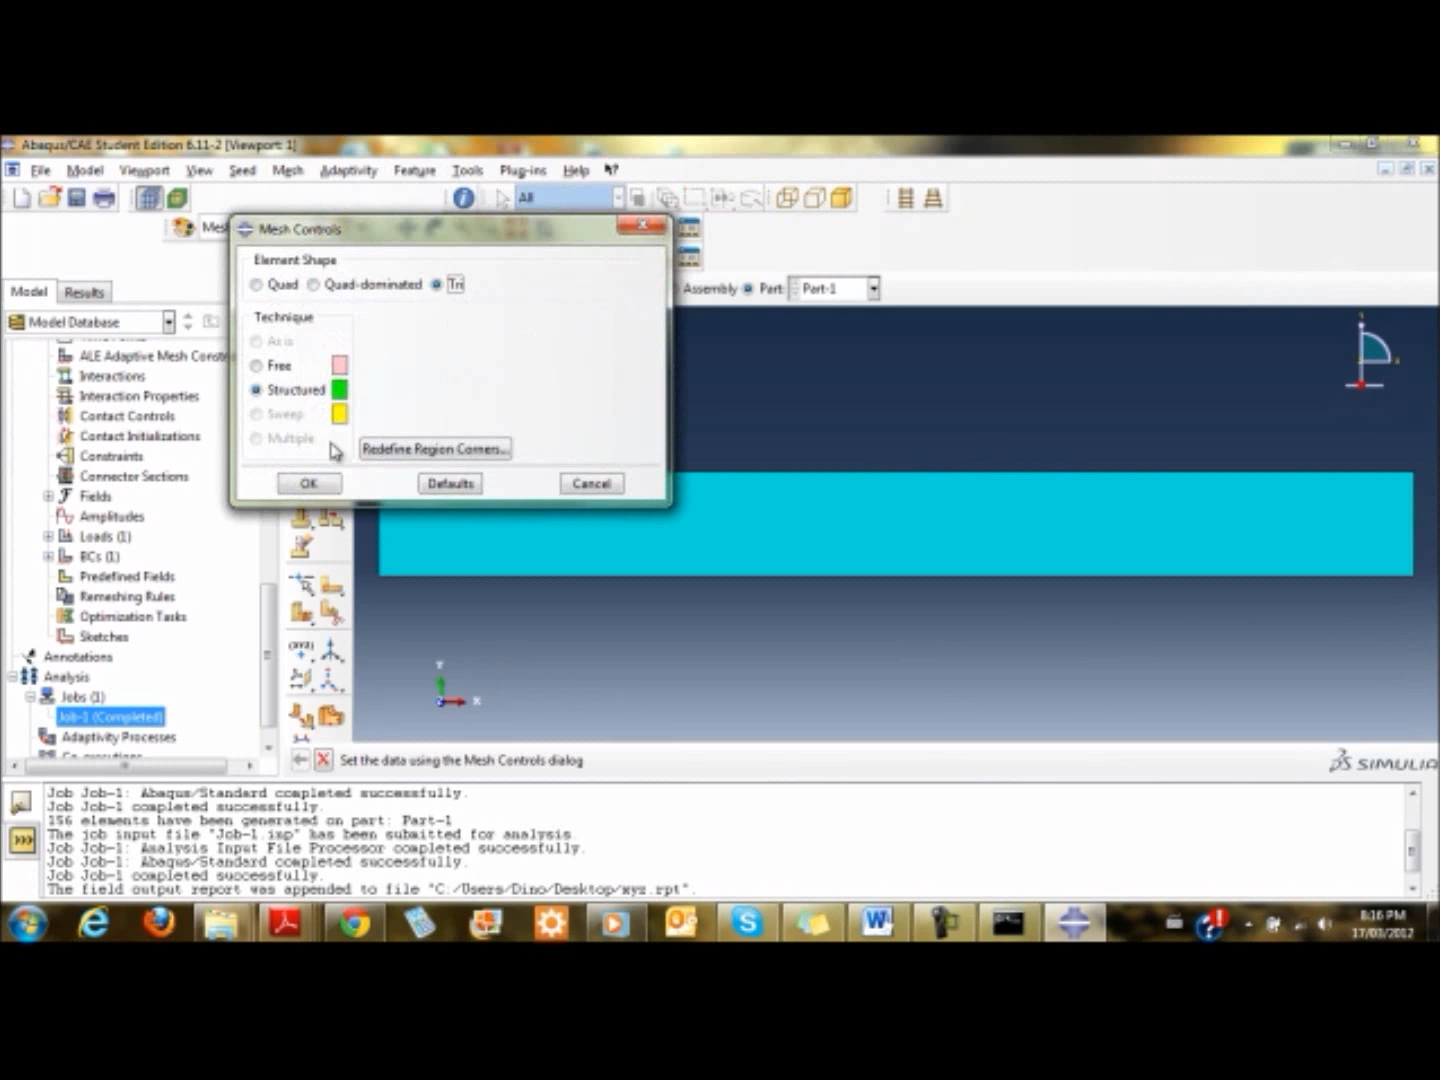 Abaqus/CAE Student Edition 6.11-2 [Viewport: 1]
File Model Viewport View Seed Mesh Adaptivity Feature Tools Plug-ins Help
All
Mesh Controls
Element Shape
Quad Quad-dominated Tri
Technique
As is
Free
Structured
Sweep
Multiple
Redefine Region Corners...
OK Defaults Cancel
Assembly Part: Part-1
Model Results
Model Database
ALE Adaptive Mesh Constr
Interactions
Interaction Properties
Contact Controls
Contact Initializations
Constraints
Connector Sections
Fields
Amplitudes
Loads (1)
BCs (1)
Predefined Fields
Remeshing Rules
Optimization Tasks
Sketches
Annotations
Analysis
Jobs (1)
Job-1 (Completed)
Adaptivity Processes
Y
X
Set the data using the Mesh Controls dialog
SIMULIA
Job Job-1: Abaqus/Standard completed successfully.
Job Job-1 completed successfully.
156 elements have been generated on part: Part-1
The job input file "Job-1.inp" has been submitted for analysis.
Job Job-1: Analysis Input File Processor completed successfully.
Job Job-1: Abaqus/Standard completed successfully.
Job Job-1 completed successfully.
The field output report was appended to file "C:/Users/Dino/Desktop/xyz.rpt".
8:16 PM
17/03/2012